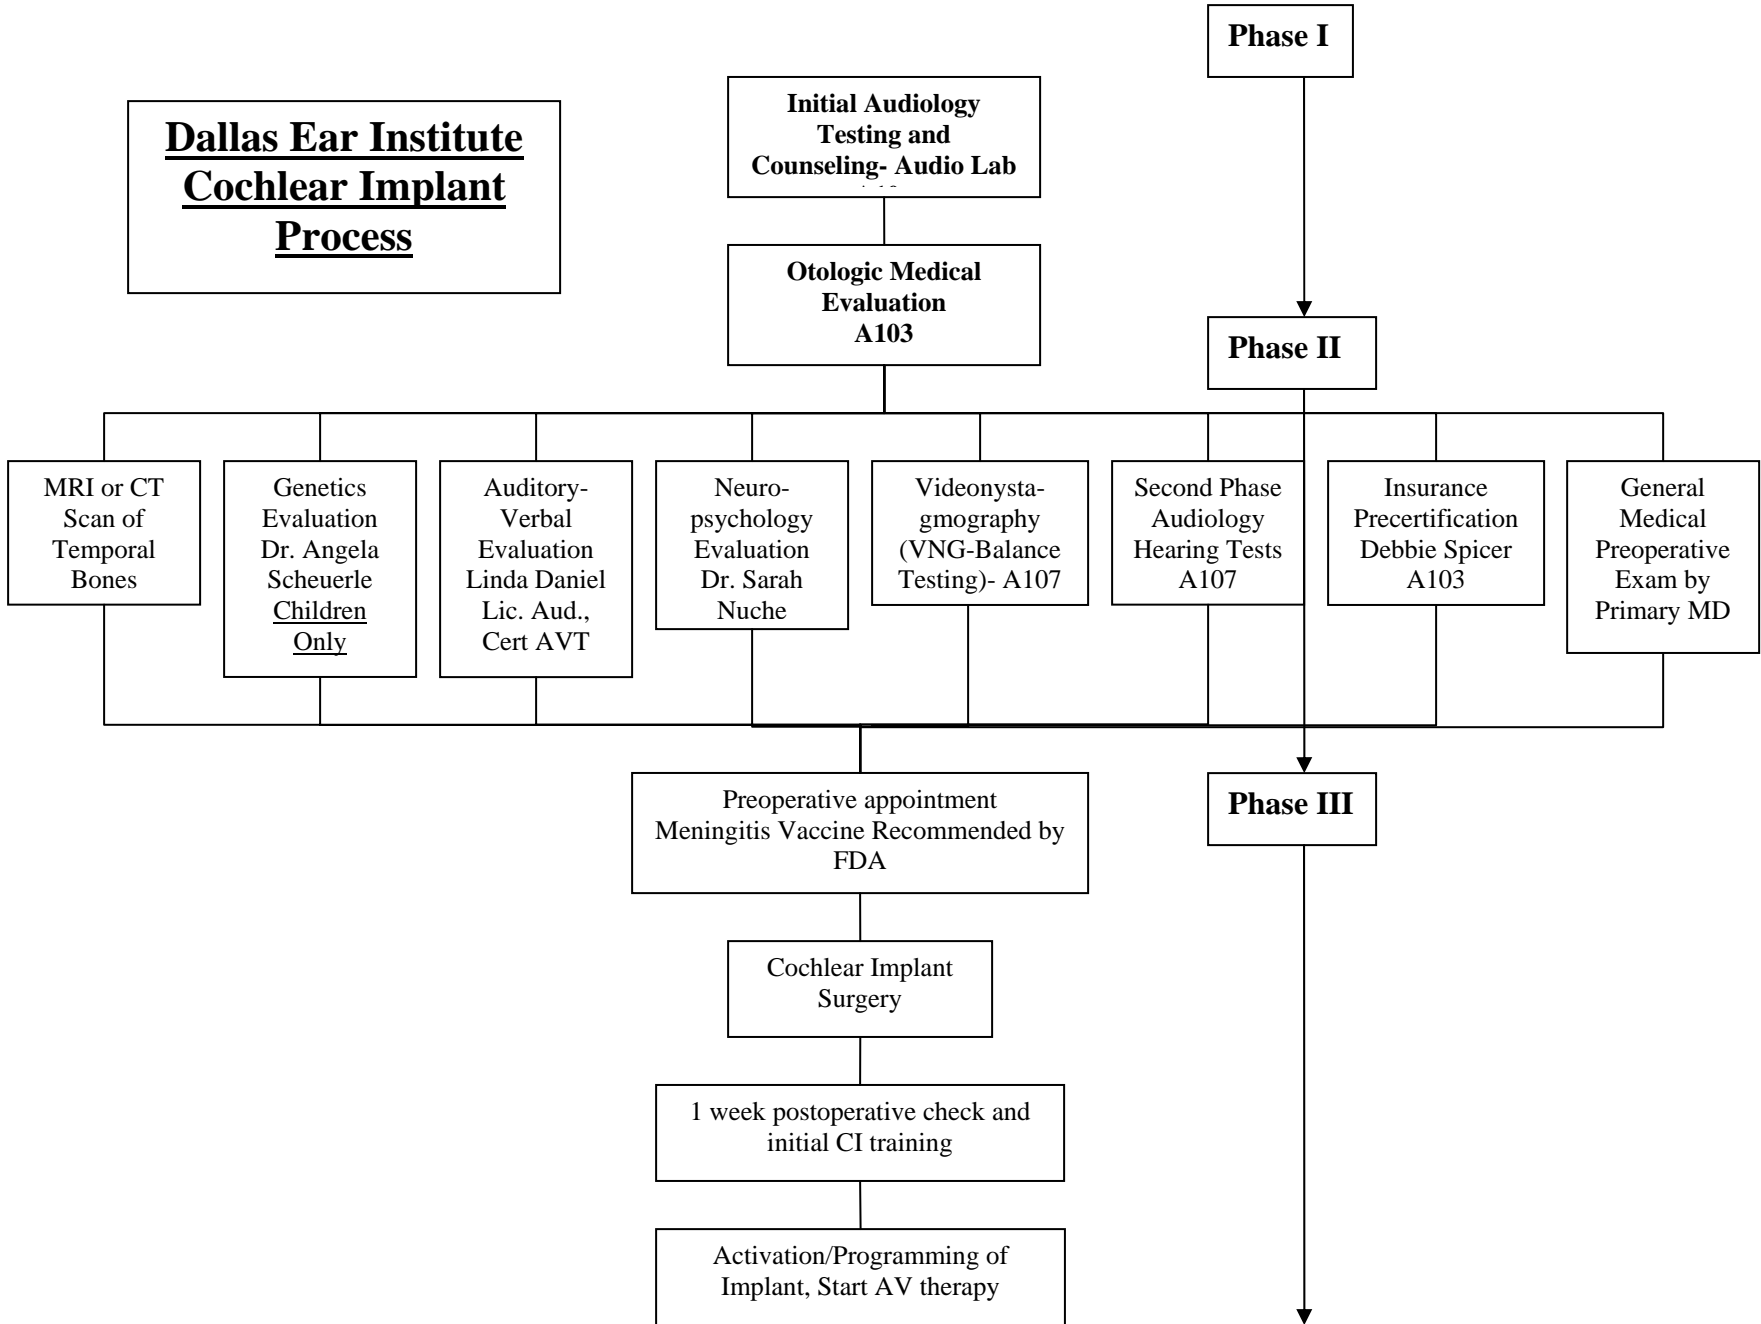 Phase I
Dallas Ear Institute
Cochlear Implant
Process
Initial Audiology
Testing and
Counseling- Audio Lab
Otologic Medical
Evaluation
A103
Phase II
MRI or CT
Scan of
Temporal
Bones
Genetics
Evaluation
Dr. Angela
Scheuerle
Children
Only
Auditory-
Verbal
Evaluation
Linda Daniel
Lic. Aud.,
Cert AVT
Neuro-
psychology
Evaluation
Dr. Sarah
Nuche
Videonysta-
gmography
(VNG-Balance
Testing)- A107
Second Phase
Audiology
Hearing Tests
A107
Insurance
Precertification
Debbie Spicer
A103
General
Medical
Preoperative
Exam by
Primary MD
Preoperative appointment
Meningitis Vaccine Recommended by
FDA
Phase III
Cochlear Implant
Surgery
1 week postoperative check and
initial CI training
Activation/Programming of
Implant, Start AV therapy